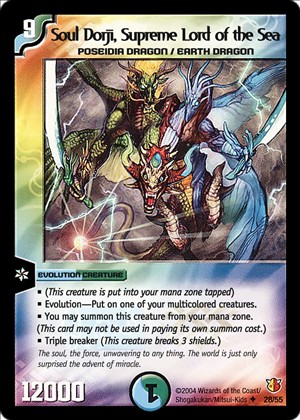 9
Soul Dorji, Supreme Lord of the Sea
POSEIDIA DRAGON / EARTH DRAGON
EVOLUTION CREATURE
▪ (This creature is put into your mana zone tapped)
▪ Evolution—Put on one of your multicolored creatures.
▪ You may summon this creature from your mana zone.
(This card may not be used in paying its own summon cost.)
▪ Triple breaker (This creature breaks 3 shields.)
The soul, the force, unwavering to any thing. The world is just only
surprised the advent of miracle.
12000
©2004 Wizards of the Coast/
Shogakukan/Mitsui-Kids 28/55